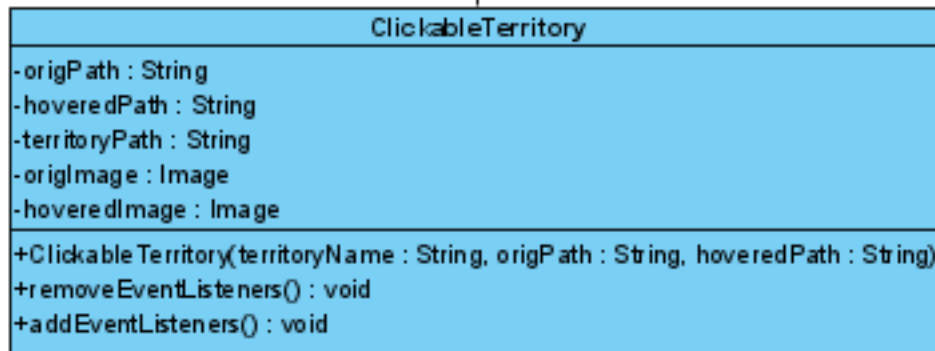 ClickableTerritory
-origPath : String
-hoveredPath : String
-territoryPath : String
-origImage : Image
-hoveredImage : Image
+ClickableTerritory(territoryName : String, origPath : String, hoveredPath : String)
+removeEventListeners() : void
+addEventListeners() : void